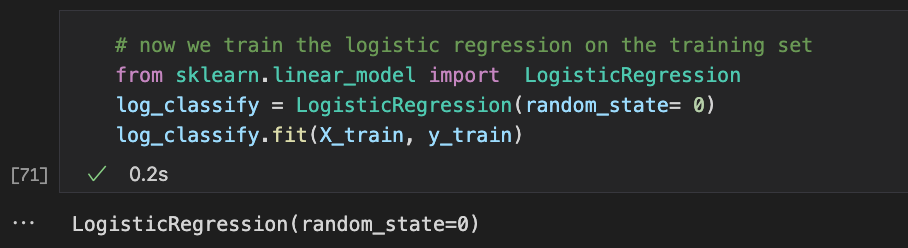 # now we train the logistic regression on the training set
from sklearn.linear_model import  LogisticRegression
log_classify = LogisticRegression(random_state= 0)
log_classify.fit(X_train, y_train)
[71] ✓ 0.2s
... LogisticRegression(random_state=0)